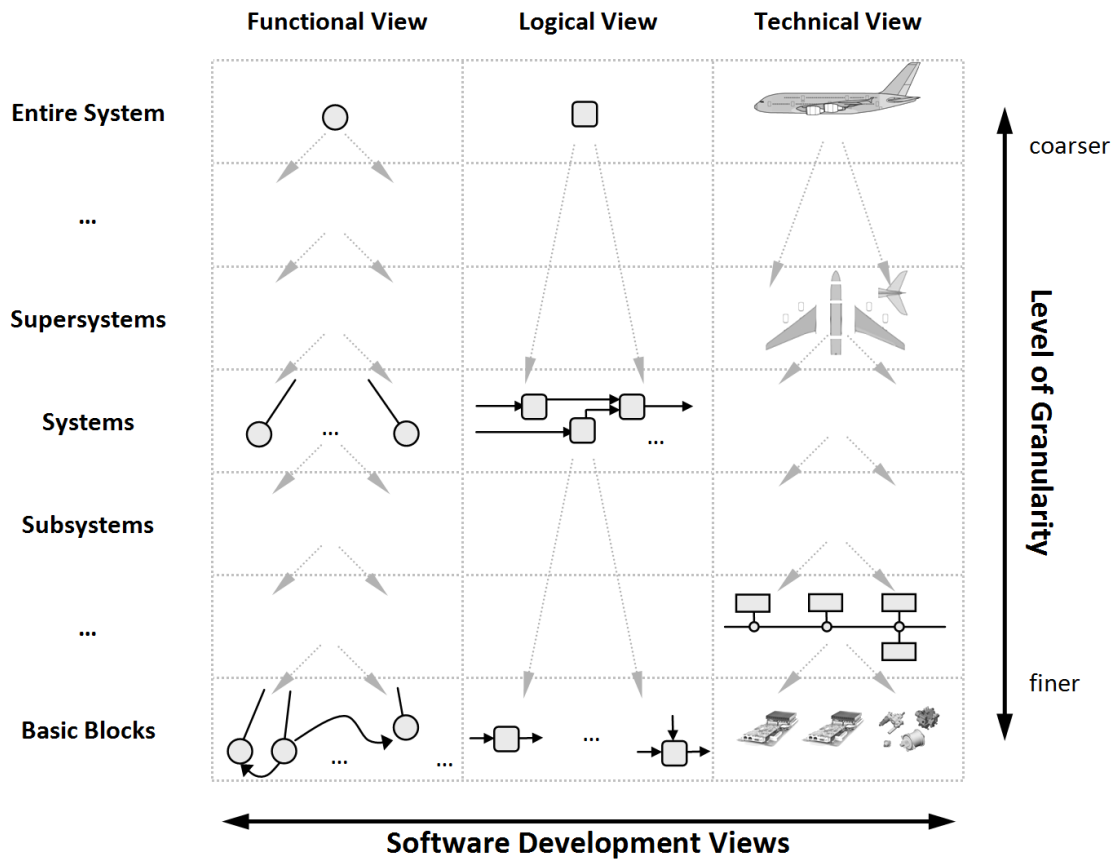 Functional View Logical View Technical View
Entire System
coarser
...
Supersystems
Systems
...
...
Level of Granularity
Subsystems
...
finer
Basic Blocks
...
...
...
Software Development Views